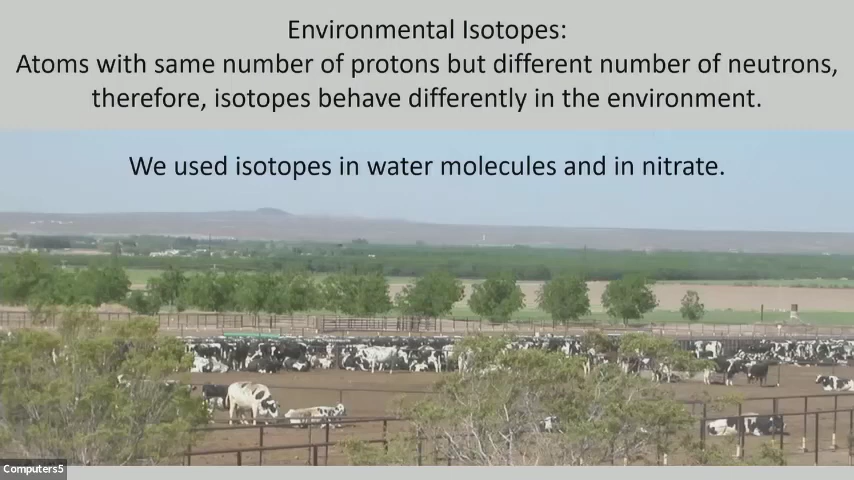 Environmental Isotopes:
Atoms with same number of protons but different number of neutrons,
therefore, isotopes behave differently in the environment.
We used isotopes in water molecules and in nitrate.
Computers5